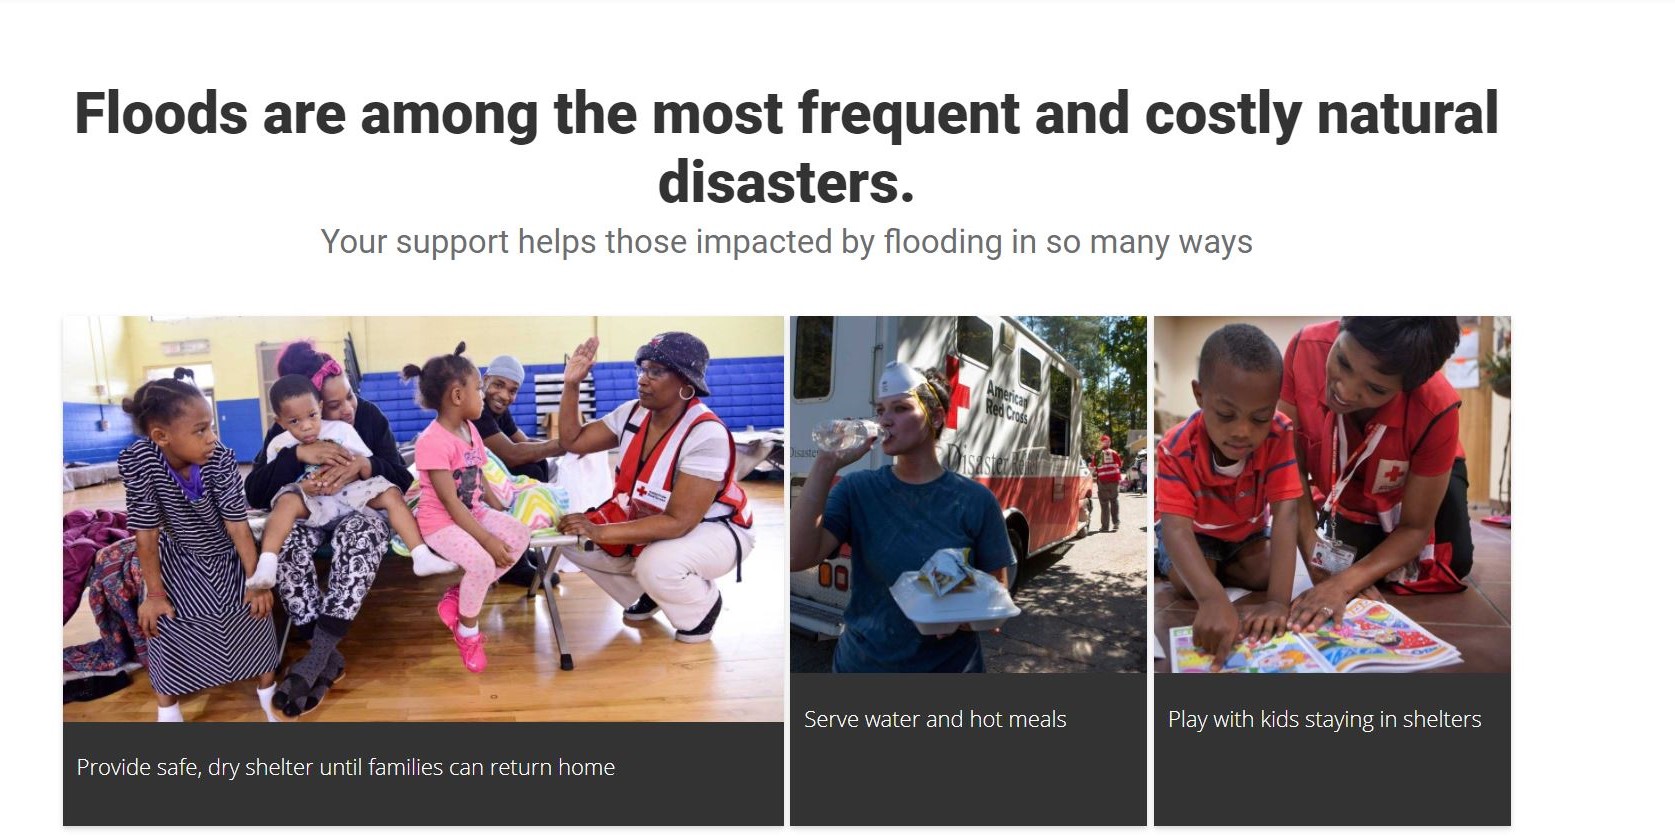 Floods are among the most frequent and costly natural
disasters.
Your support helps those impacted by flooding in so many ways
American
Red Cross
Disaster Relief
Provide safe, dry shelter until families can return home
Serve water and hot meals
Play with kids staying in shelters